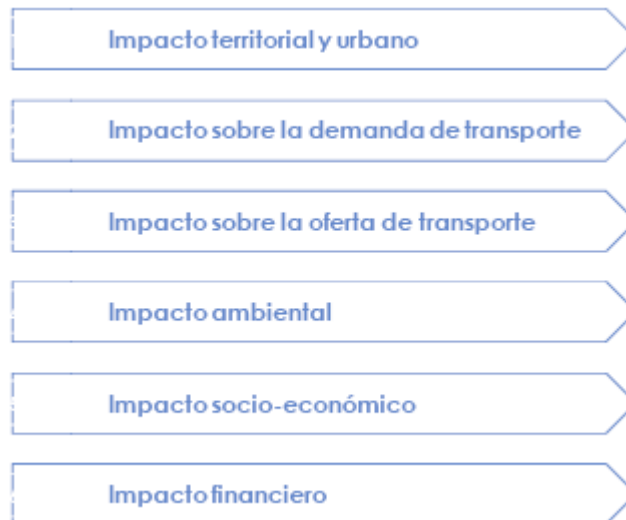 Impacto territorial y urbano
Impacto sobre la demanda de transporte
Impacto sobre la oferta de transporte
Impacto ambiental
Impacto socio-económico
Impacto financiero